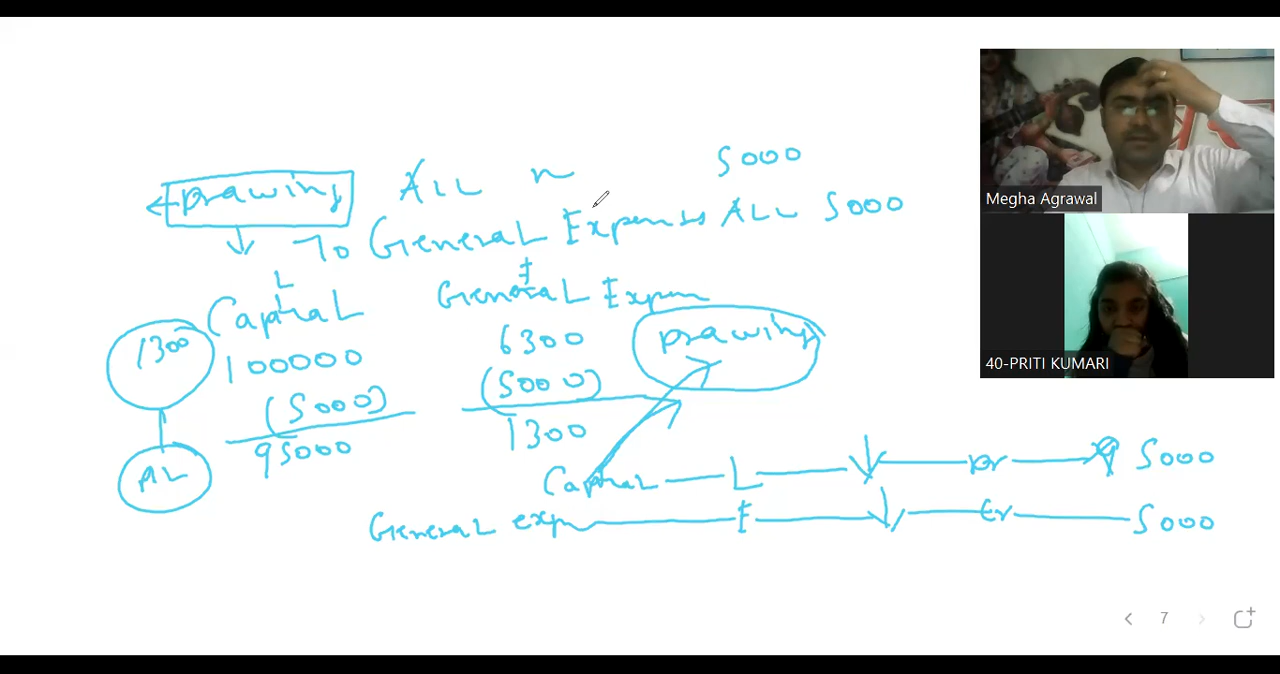 Drawing A/c Dr 5000
To General Expenses A/c 5000
L E
Capital General Expen
1300 100000 6300 Drawing
(5000) (5000)
95000 1300
P/L
Capital L ↓ Dr 5000
General exp E ↓ Cr 5000
Megha Agrawal
40-PRITI KUMARI
7